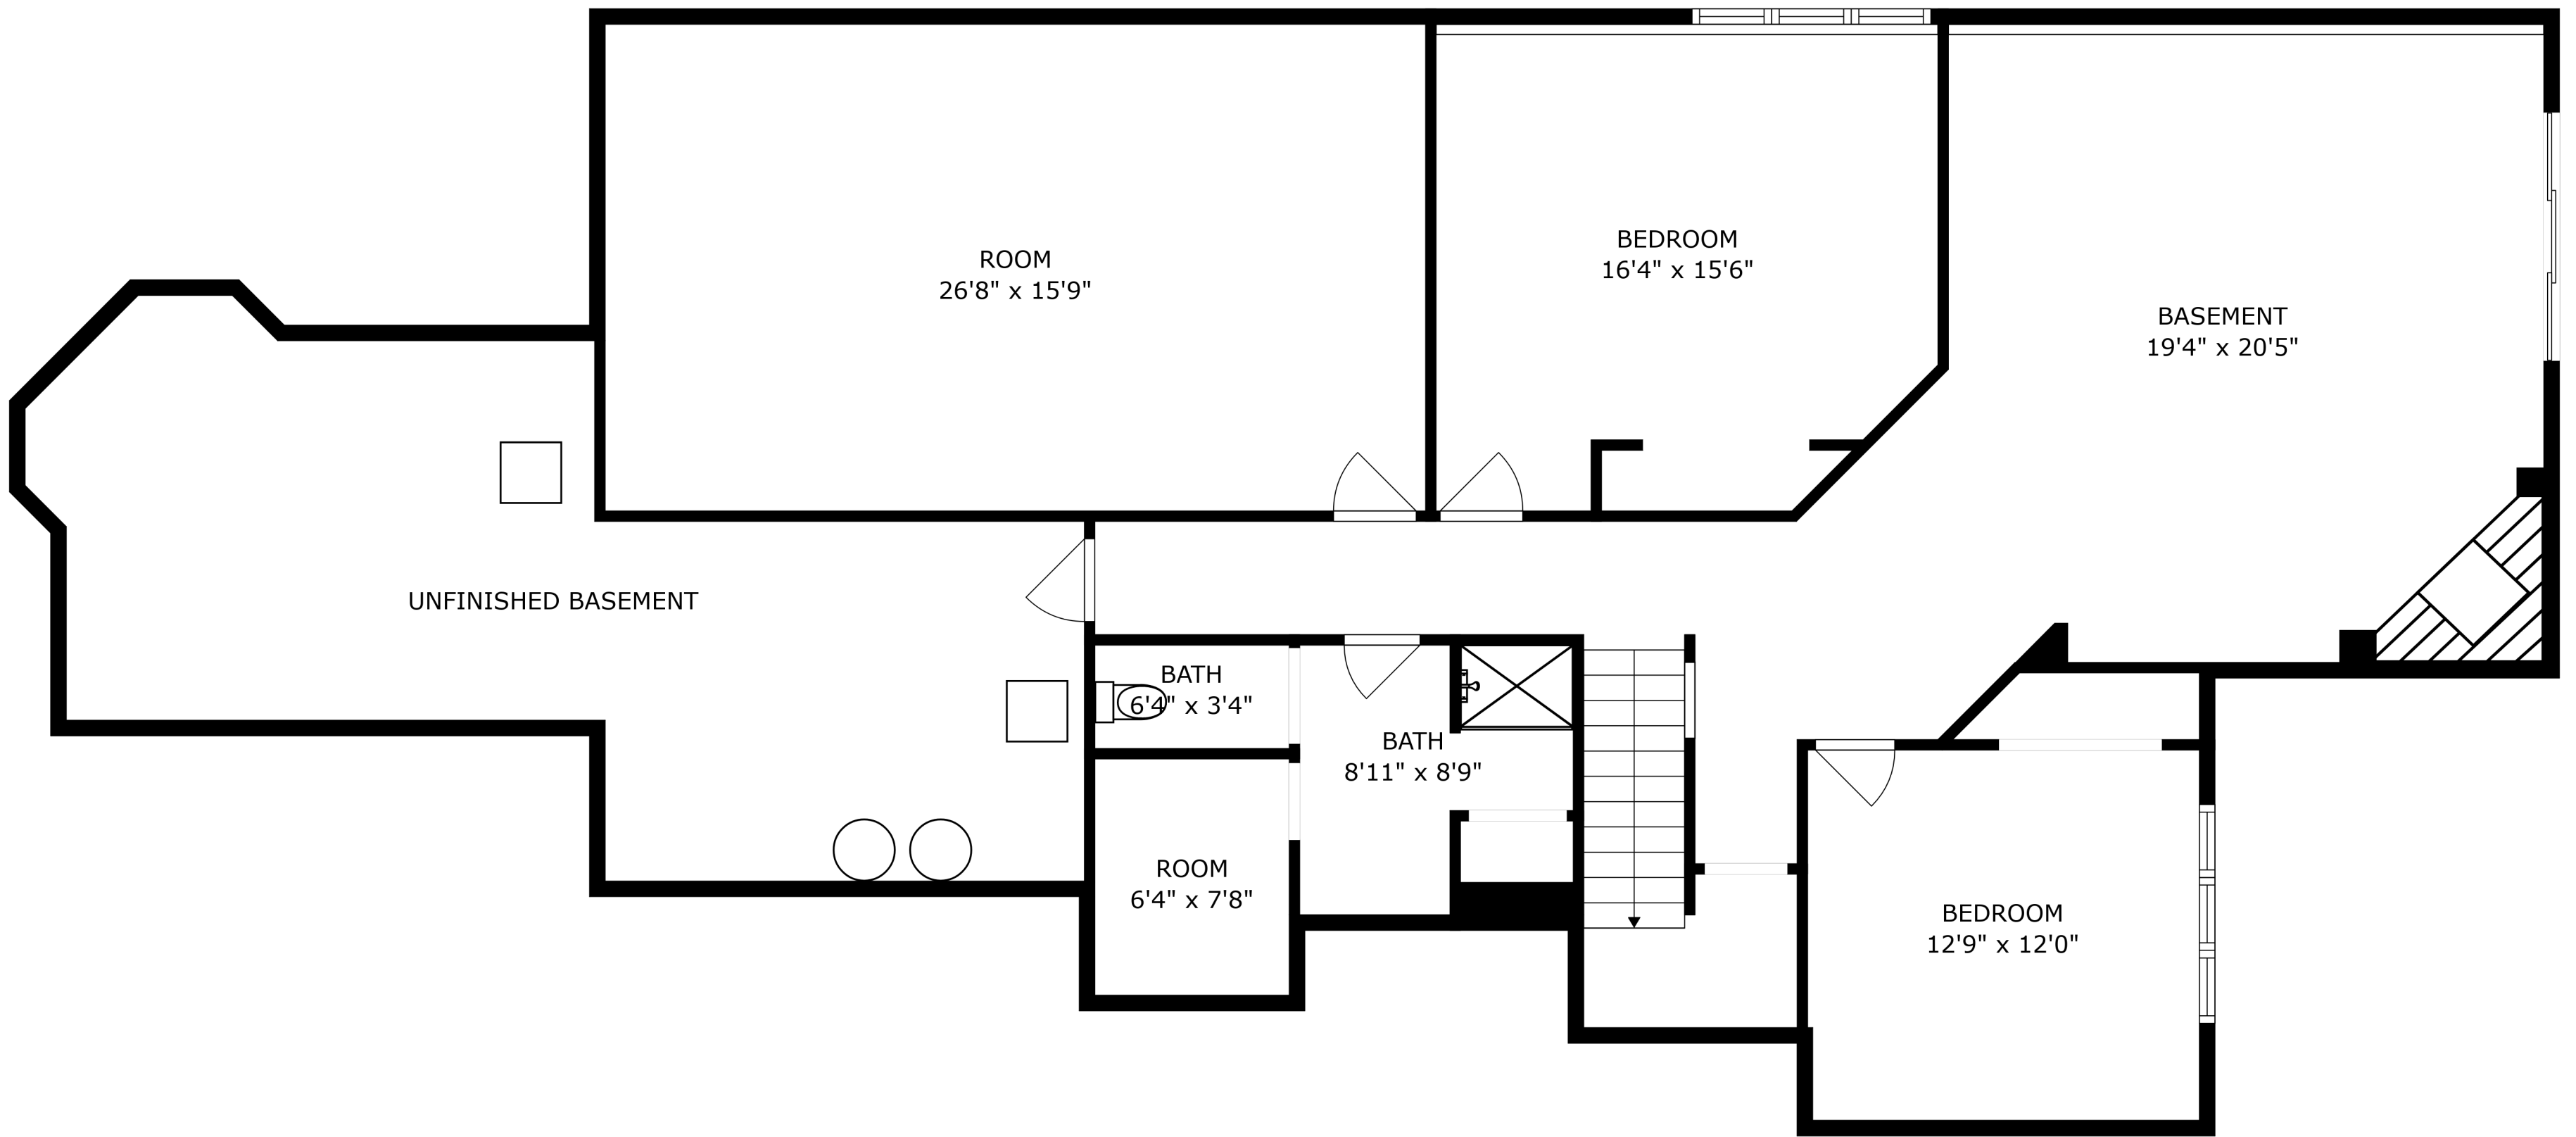 ROOM
26'8" x 15'9"
BEDROOM
16'4" x 15'6"
BASEMENT
19'4" x 20'5"
UNFINISHED BASEMENT
BATH
6'4" x 3'4"
BATH
8'11" x 8'9"
ROOM
6'4" x 7'8"
BEDROOM
12'9" x 12'0"